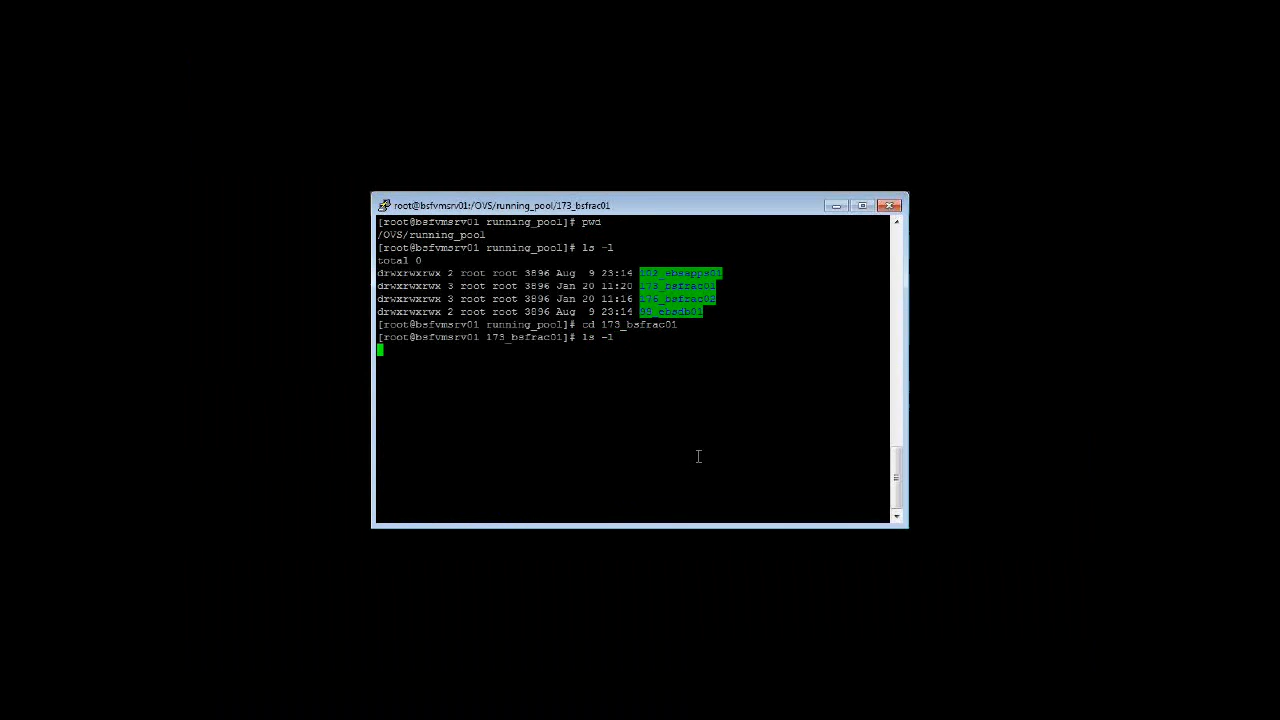 root@bsfvmsrv01:/OVS/running_pool/173_bsfrac01
[root@bsfvmsrv01 running_pool]# pwd
/OVS/running_pool
[root@bsfvmsrv01 running_pool]# ls -l
total 0
drwxrwxrwx 2 root root 3896 Aug  9 23:14 102_ebsapps01
drwxrwxrwx 3 root root 3896 Jan 20 11:20 173_bsfrac01
drwxrwxrwx 3 root root 3896 Jan 20 11:16 176_bsfrac02
drwxrwxrwx 2 root root 3896 Aug  9 23:14 99_ebsdb01
[root@bsfvmsrv01 running_pool]# cd 173_bsfrac01
[root@bsfvmsrv01 173_bsfrac01]# ls -l